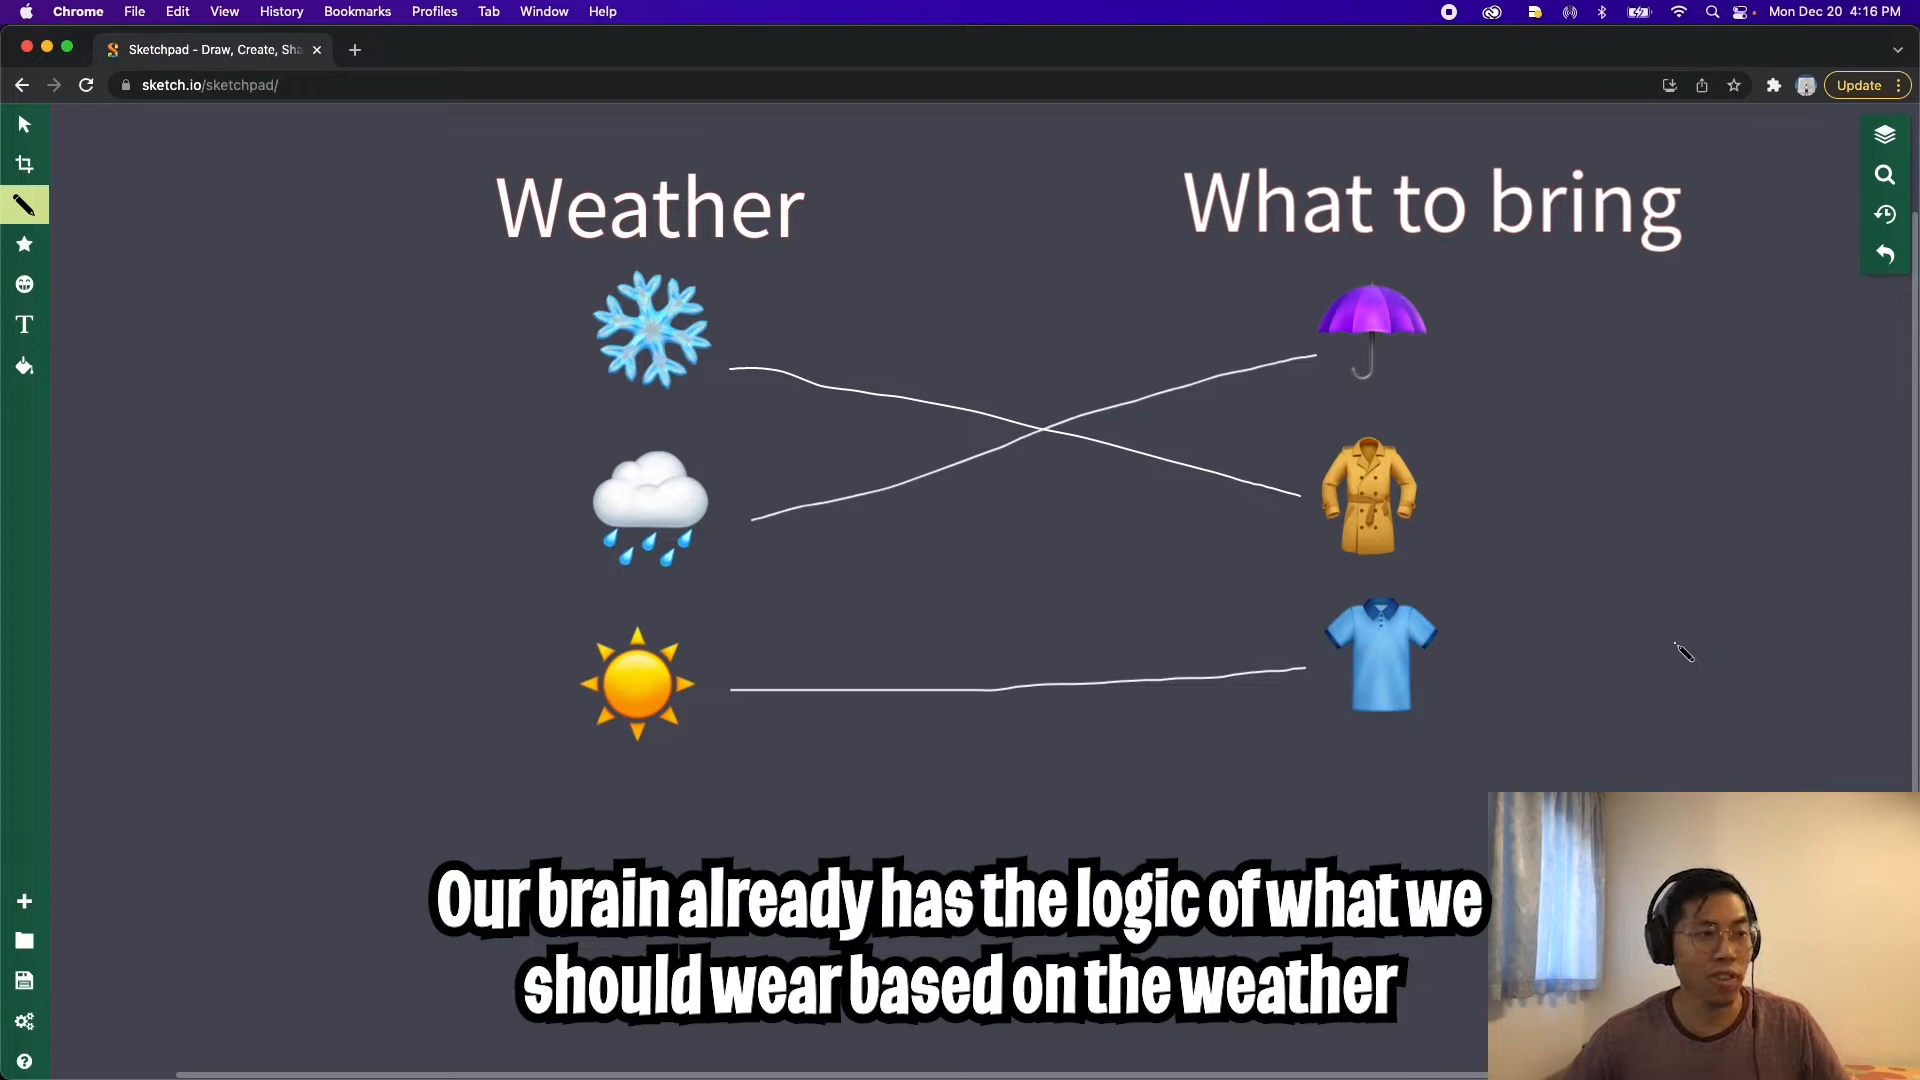 Chrome File Edit View History Bookmarks Profiles Tab Window Help Mon Dec 20 4:16 PM
Sketchpad - Draw, Create, Sha
sketch.io/sketchpad/ Update
Weather What to bring
T
Our brain already has the logic of what we
should wear based on the weather